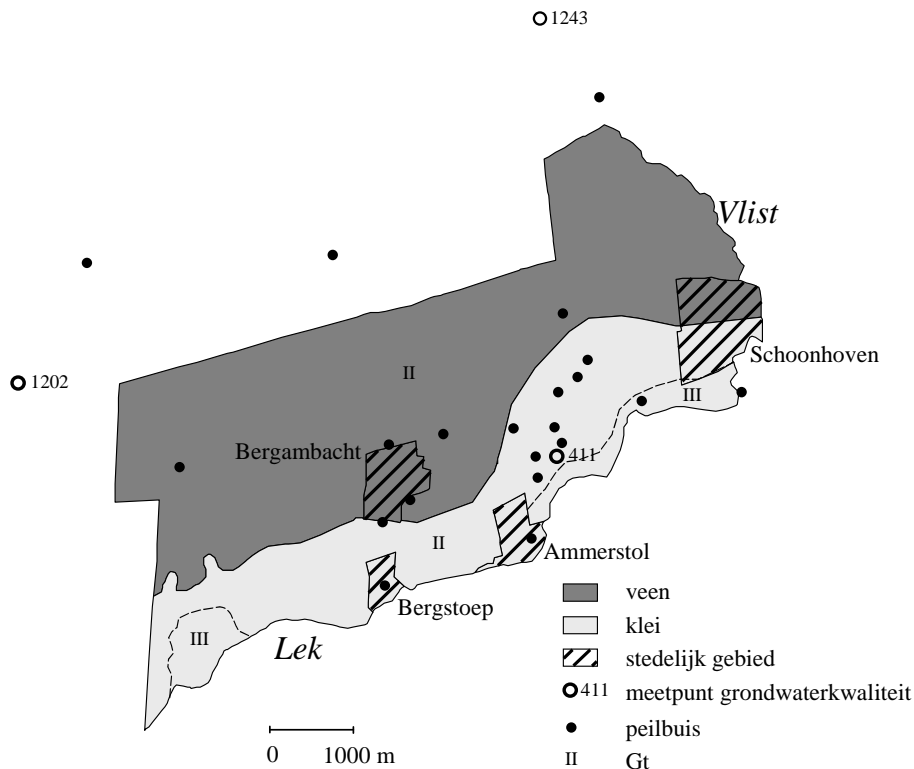 1243
Vlist
1202
II
Schoonhoven
III
Bergambacht
411
II
Ammerstol
Bergstoep
III
Lek
veen
klei
stedelijk gebied
411 meetpunt grondwaterkwaliteit
peilbuis
II Gt
0 1000 m